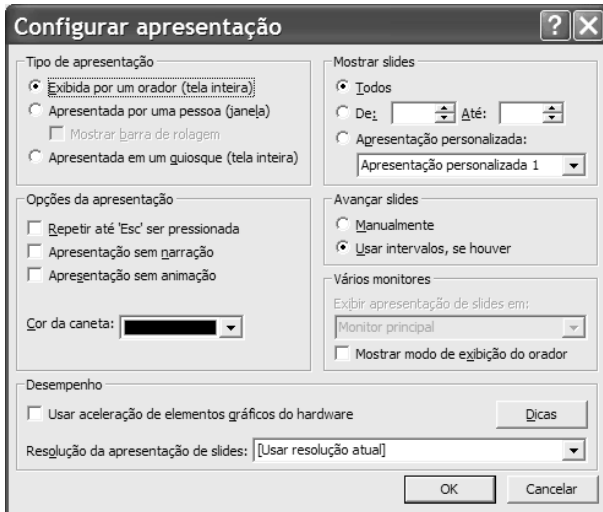 Configurar apresentação
Tipo de apresentação
Exibida por um orador (tela inteira)
Apresentada por uma pessoa (janela)
Mostrar barra de rolagem
Apresentada em um quiosque (tela inteira)
Mostrar slides
Todos
De: Até:
Apresentação personalizada:
Apresentação personalizada 1
Opções da apresentação
Repetir até 'Esc' ser pressionada
Apresentação sem narração
Apresentação sem animação
Cor da caneta:
Avançar slides
Manualmente
Usar intervalos, se houver
Vários monitores
Exibir apresentação de slides em:
Monitor principal
Mostrar modo de exibição do orador
Desempenho
Usar aceleração de elementos gráficos do hardware
Dicas
Resolução da apresentação de slides: [Usar resolução atual]
OK Cancelar